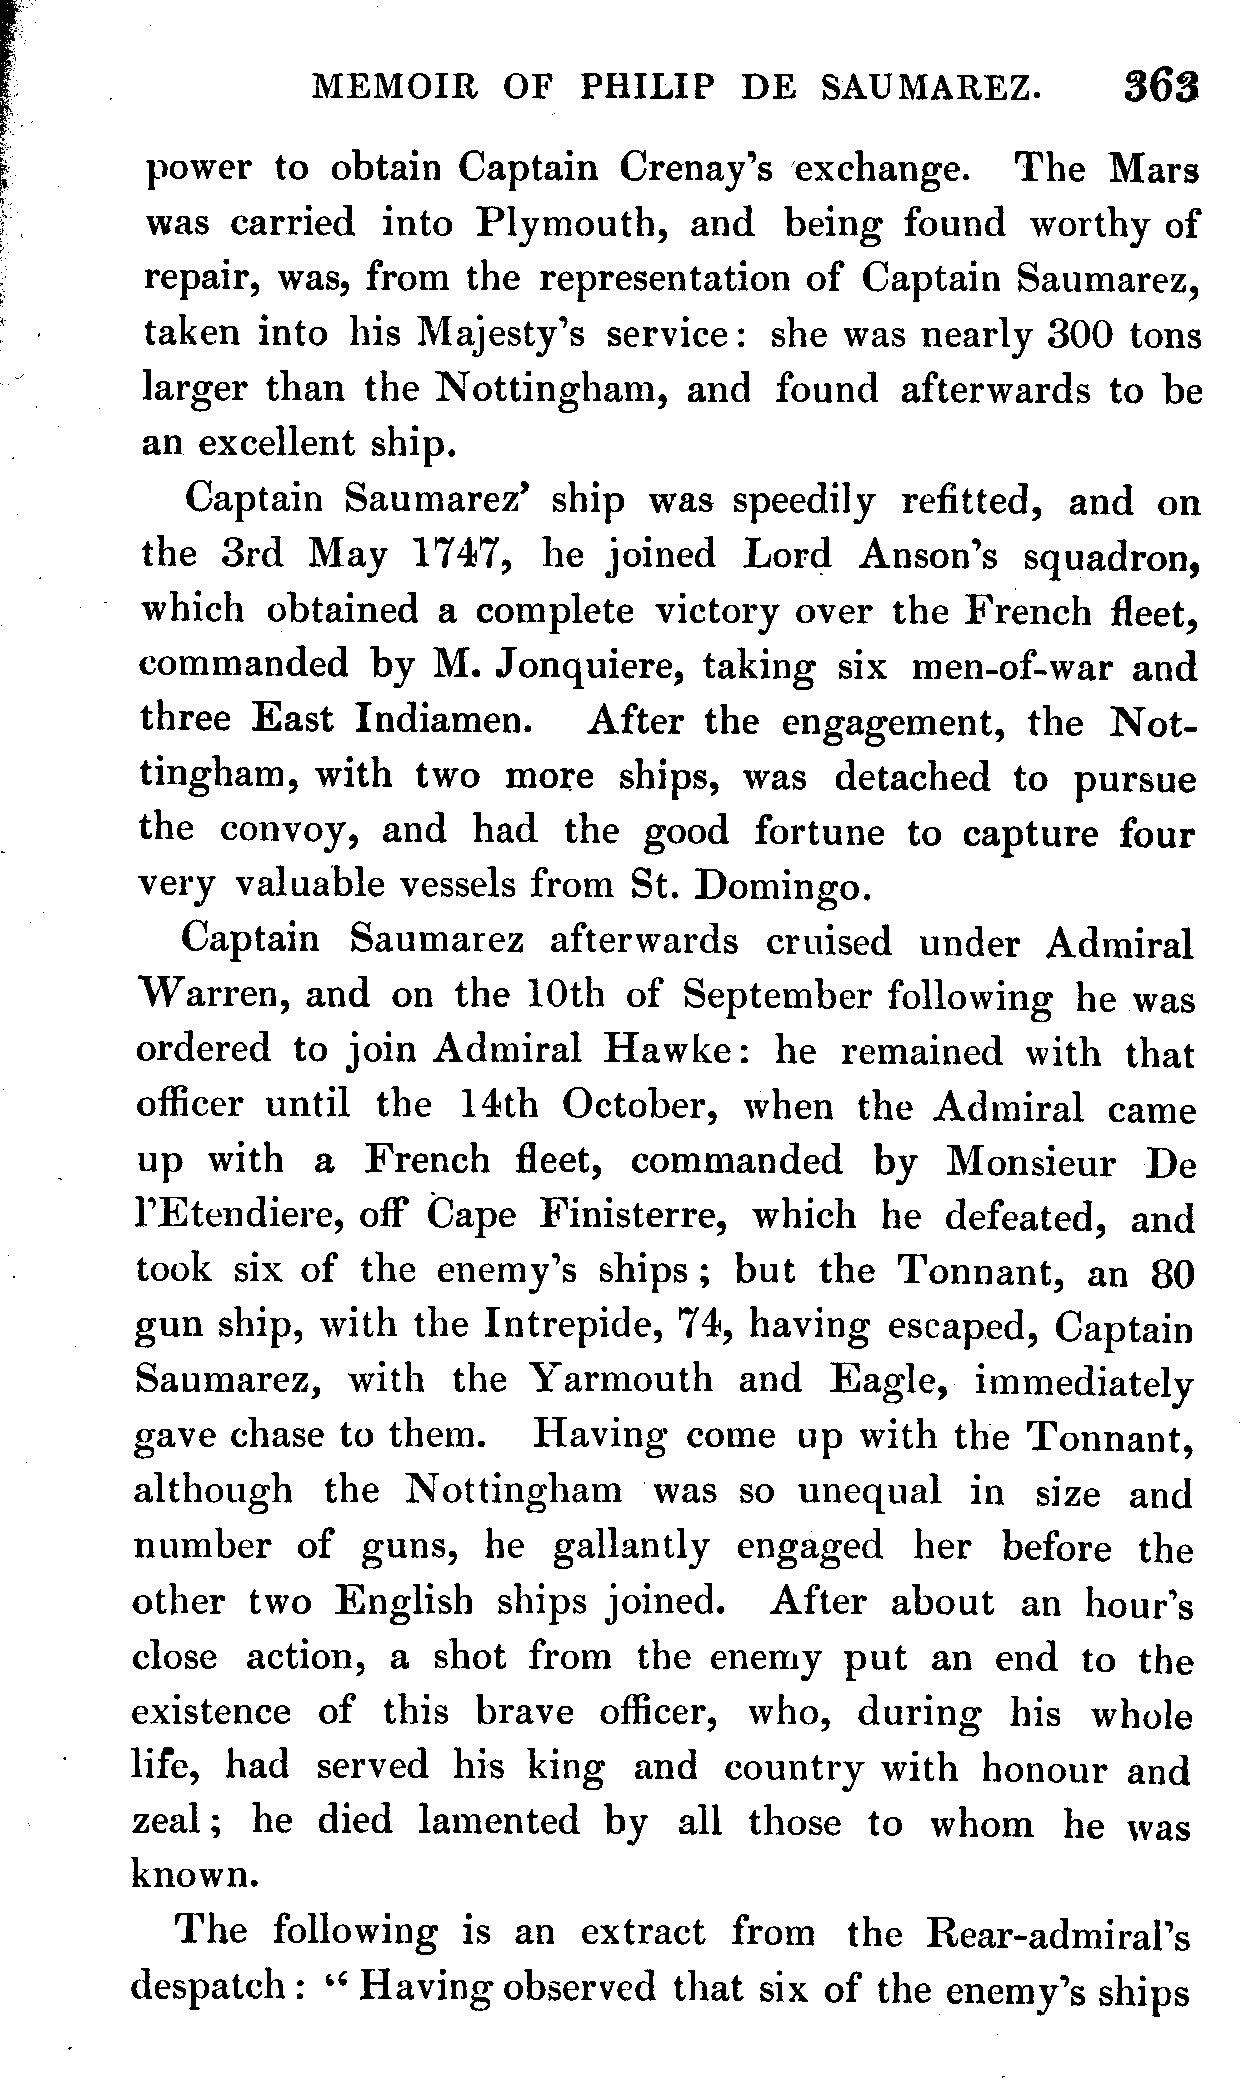 MEMOIR OF PHILIP DE SAUMAREZ. 363
power to obtain Captain Crenay's exchange. The Mars
was carried into Plymouth, and being found worthy of
repair, was, from the representation of Captain Saumarez,
taken into his Majesty's service: she was nearly 300 tons
larger than the Nottingham, and found afterwards to be
an excellent ship.
Captain Saumarez' ship was speedily refitted, and on
the 3rd May 1747, he joined Lord Anson's squadron,
which obtained a complete victory over the French fleet,
commanded by M. Jonquiere, taking six men-of-war and
three East Indiamen. After the engagement, the Not-
tingham, with two more ships, was detached to pursue
the convoy, and had the good fortune to capture four
very valuable vessels from St. Domingo.
Captain Saumarez afterwards cruised under Admiral
Warren, and on the 10th of September following he was
ordered to join Admiral Hawke: he remained with that
officer until the 14th October, when the Admiral came
up with a French fleet, commanded by Monsieur De
l'Etendiere, off Cape Finisterre, which he defeated, and
took six of the enemy's ships; but the Tonnant, an 80
gun ship, with the Intrepide, 74, having escaped, Captain
Saumarez, with the Yarmouth and Eagle, immediately
gave chase to them. Having come up with the Tonnant,
although the Nottingham was so unequal in size and
number of guns, he gallantly engaged her before the
other two English ships joined. After about an hour's
close action, a shot from the enemy put an end to the
existence of this brave officer, who, during his whole
life, had served his king and country with honour and
zeal; he died lamented by all those to whom he was
known.
The following is an extract from the Rear-admiral's
despatch: "Having observed that six of the enemy's ships